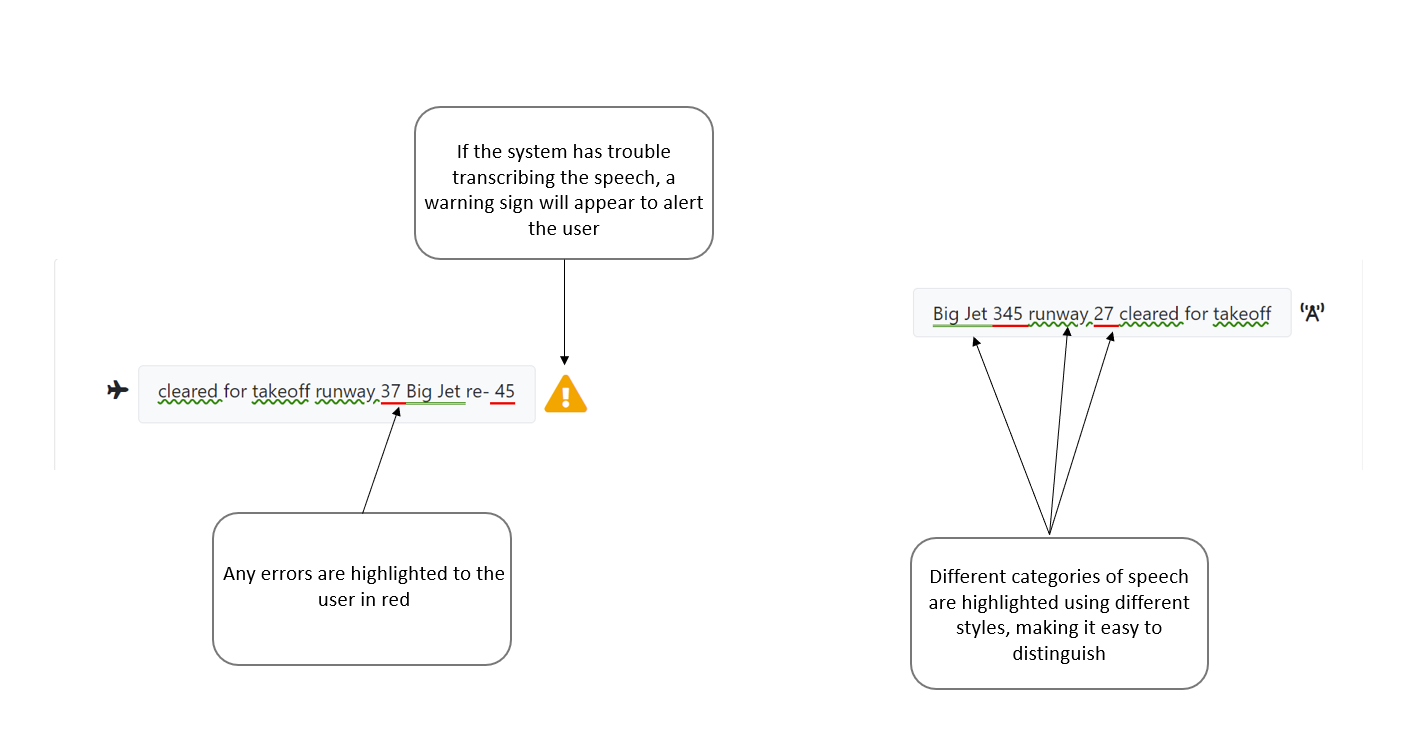 If the system has trouble
transcribing the speech, a
warning sign will appear to alert
the user
Big Jet 345 runway 27 cleared for takeoff
cleared for takeoff runway 37 Big Jet re- 45
Any errors are highlighted to the
user in red
Different categories of speech
are highlighted using different
styles, making it easy to
distinguish